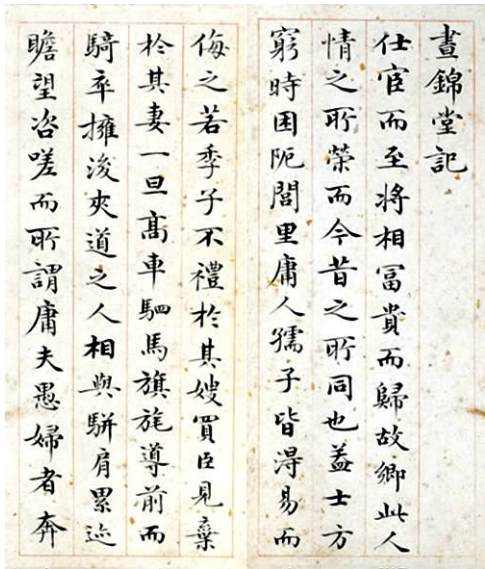 晝錦堂記
仕宦而至將相冨貴而歸故鄉此人
情之所榮而今昔之所同也蓋士方
窮時困阨閭里庸人孺子皆得易而
侮之若季子不禮於其嫂買臣見棄
於其妻一旦高車駟馬旗旄導前而
騎卒擁後夾道之人相與駢肩累迹
瞻望咨嗟而所謂庸夫愚婦者奔